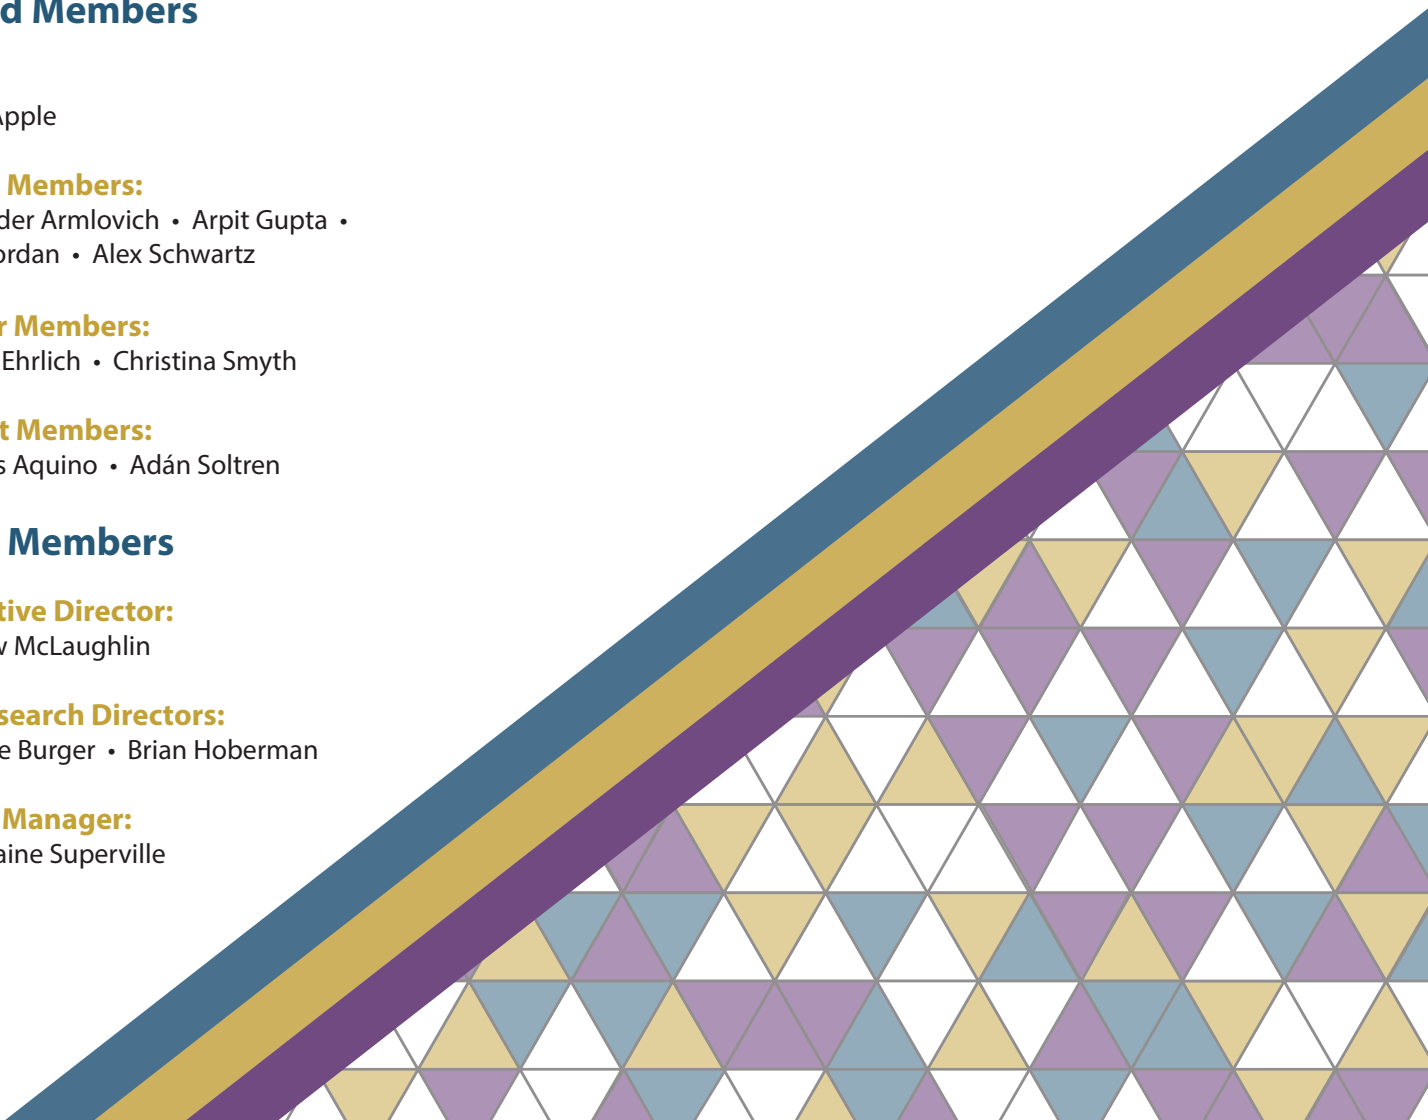 d Members
Apple
Members:
der Armlovich • Arpit Gupta •
ordan • Alex Schwartz
r Members:
Ehrlich • Christina Smyth
t Members:
s Aquino • Adán Soltren
Members
tive Director:
w McLaughlin
search Directors:
e Burger • Brian Hoberman
Manager:
aine Superville